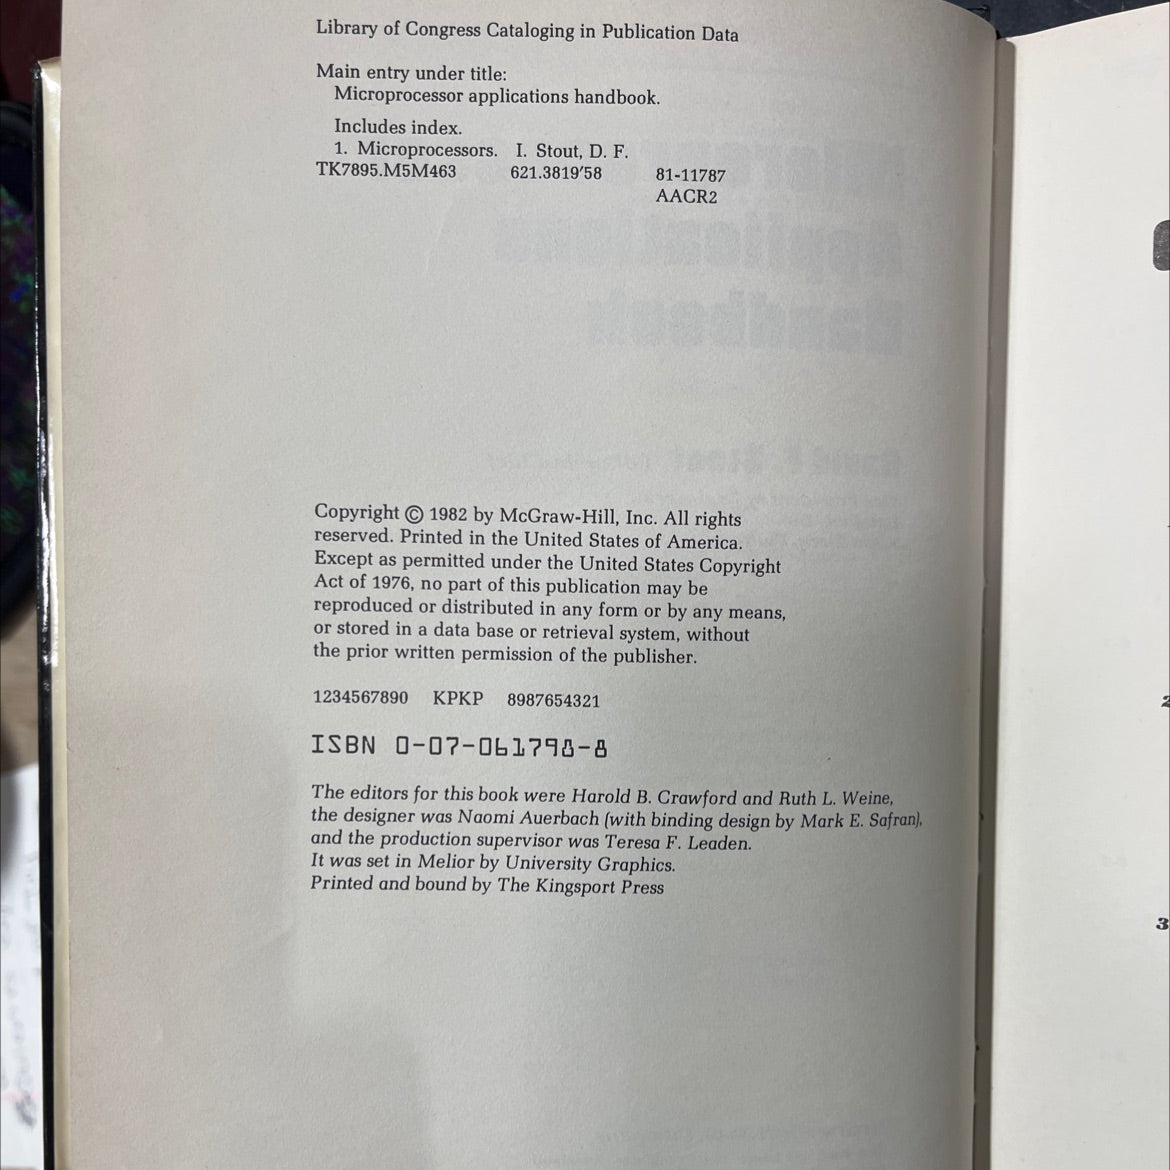 Library of Congress Cataloging in Publication Data
Main entry under title:
Microprocessor applications handbook.
Includes index.
1. Microprocessors. I. Stout, D. F.
TK7895.M5M463 621.3819′58 81-11787
AACR2
Copyright © 1982 by McGraw-Hill, Inc. All rights
reserved. Printed in the United States of America.
Except as permitted under the United States Copyright
Act of 1976, no part of this publication may be
reproduced or distributed in any form or by any means,
or stored in a data base or retrieval system, without
the prior written permission of the publisher.
1234567890 KPKP 8987654321
ISBN 0-07-061798-8
The editors for this book were Harold B. Crawford and Ruth L. Weine,
the designer was Naomi Auerbach (with binding design by Mark E. Safran),
and the production supervisor was Teresa F. Leaden.
It was set in Melior by University Graphics.
Printed and bound by The Kingsport Press
2
3